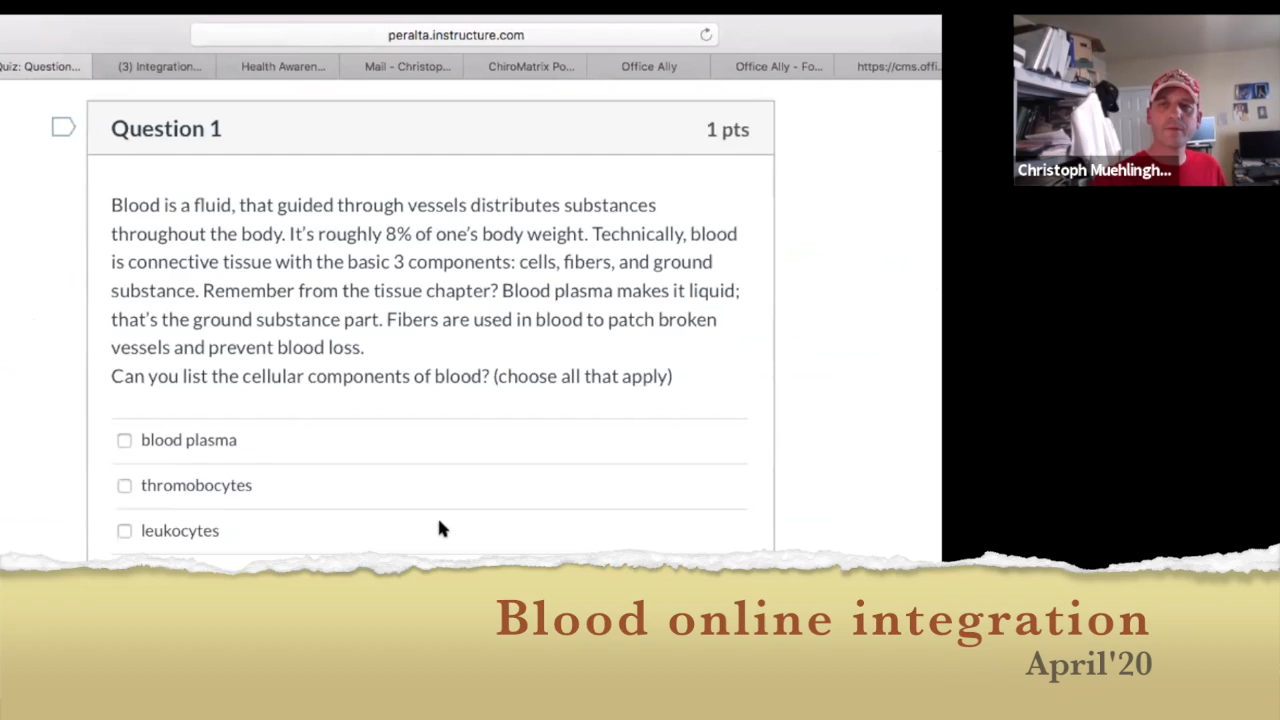 peralta.instructure.com
Quiz: Question...
(3) Integration...
Health Awaren...
Mail - Christop...
ChiroMatrix Po...
Office Ally
Office Ally - Fo...
https://cms.offi...
Question 1
1 pts
Blood is a fluid, that guided through vessels distributes substances
throughout the body. It's roughly 8% of one's body weight. Technically, blood
is connective tissue with the basic 3 components: cells, fibers, and ground
substance. Remember from the tissue chapter? Blood plasma makes it liquid;
that's the ground substance part. Fibers are used in blood to patch broken
vessels and prevent blood loss.
Can you list the cellular components of blood? (choose all that apply)
blood plasma
thromobocytes
leukocytes
Christoph Muehlingh...
Blood online integration
April'20